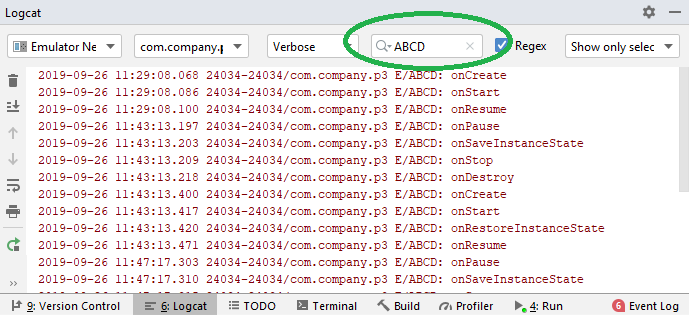 Logcat
Emulator Ne com.company.p Verbose ABCD Regex Show only selec
2019-09-26 11:29:08.068 24034-24034/com.company.p3 E/ABCD: onCreate
2019-09-26 11:29:08.086 24034-24034/com.company.p3 E/ABCD: onStart
2019-09-26 11:29:08.100 24034-24034/com.company.p3 E/ABCD: onResume
2019-09-26 11:43:13.197 24034-24034/com.company.p3 E/ABCD: onPause
2019-09-26 11:43:13.203 24034-24034/com.company.p3 E/ABCD: onSaveInstanceState
2019-09-26 11:43:13.209 24034-24034/com.company.p3 E/ABCD: onStop
2019-09-26 11:43:13.218 24034-24034/com.company.p3 E/ABCD: onDestroy
2019-09-26 11:43:13.400 24034-24034/com.company.p3 E/ABCD: onCreate
2019-09-26 11:43:13.417 24034-24034/com.company.p3 E/ABCD: onStart
2019-09-26 11:43:13.420 24034-24034/com.company.p3 E/ABCD: onRestoreInstanceState
2019-09-26 11:43:13.471 24034-24034/com.company.p3 E/ABCD: onResume
2019-09-26 11:47:17.303 24034-24034/com.company.p3 E/ABCD: onPause
2019-09-26 11:47:17.310 24034-24034/com.company.p3 E/ABCD: onSaveInstanceState
9: Version Control 6: Logcat TODO Terminal Build Profiler 4: Run 6 Event Log